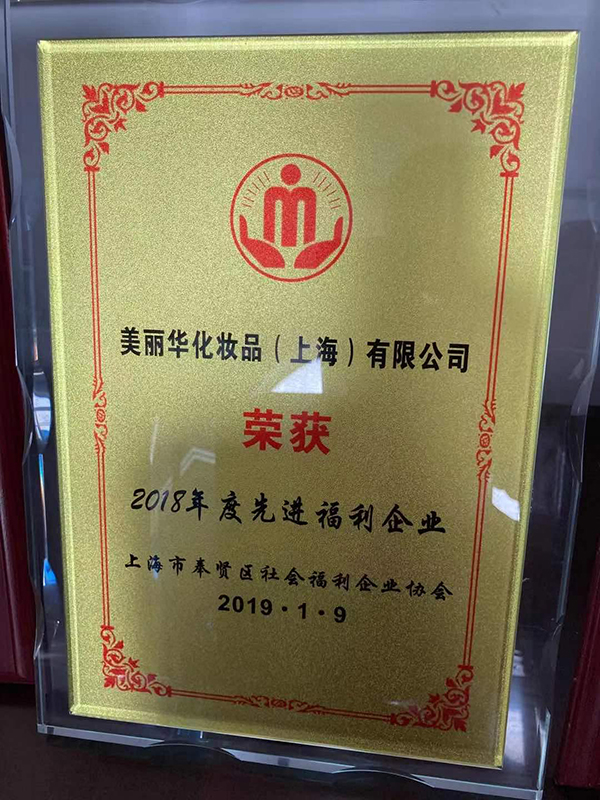 美丽华化妆品（上海）有限公司
荣获
2018年度先进福利企业
上海市奉贤区社会福利企业协会
2019·1·9